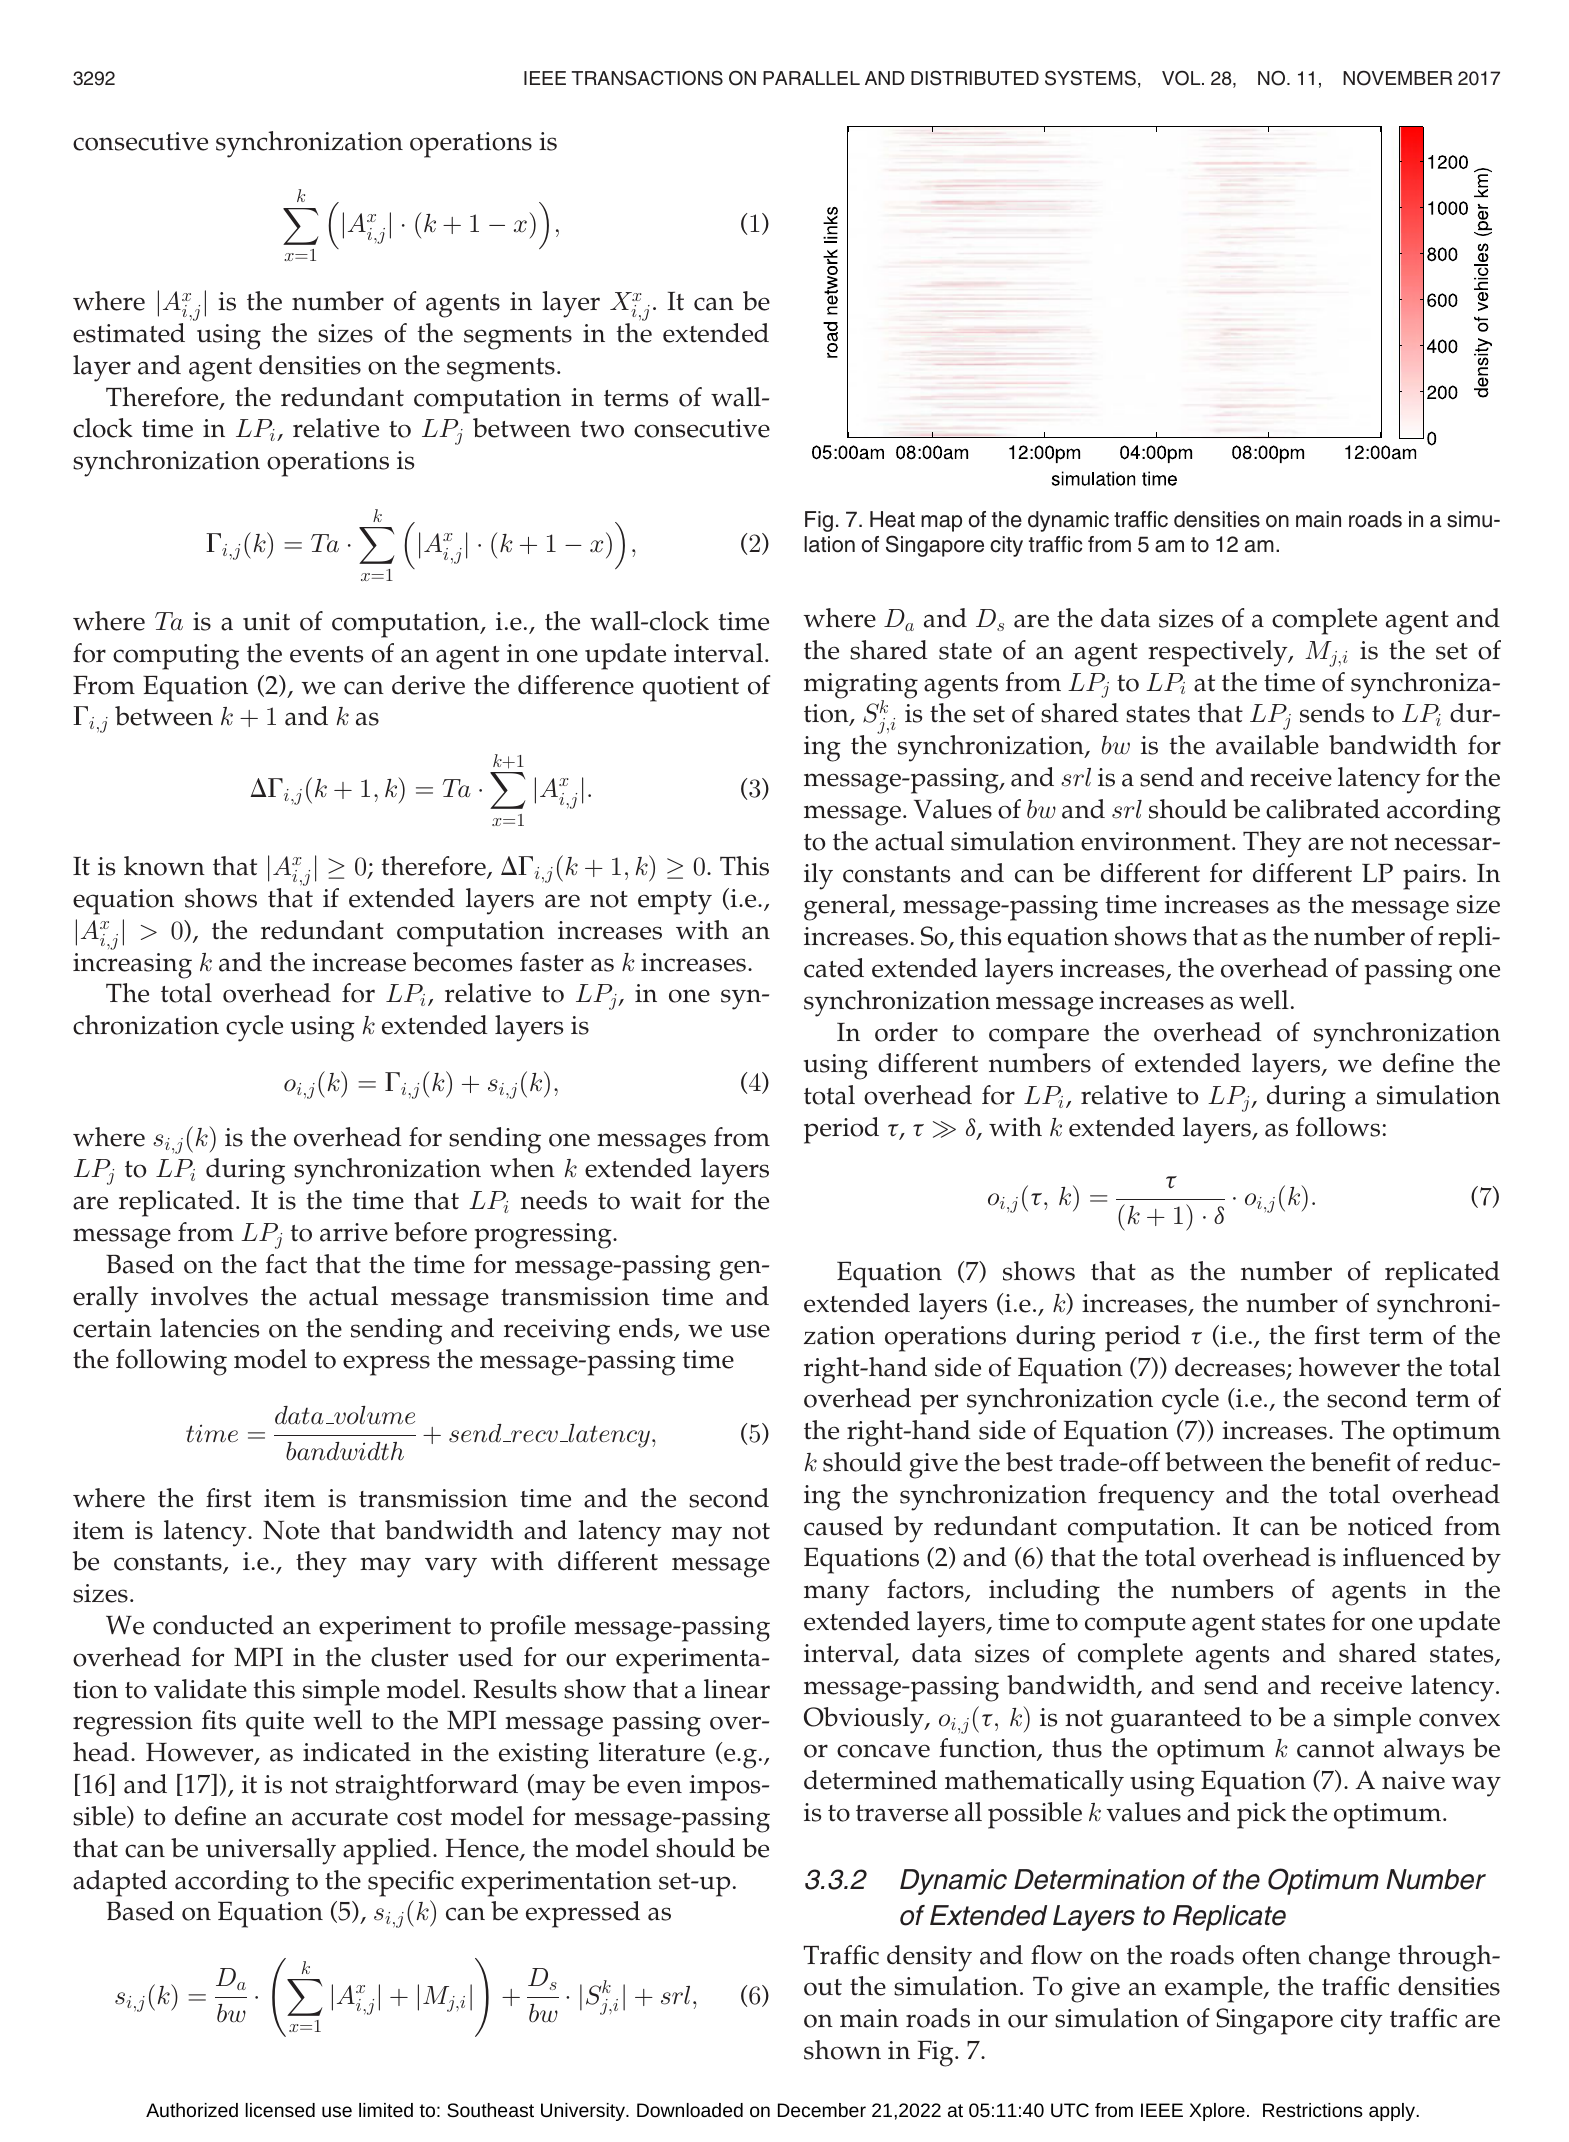 3292 IEEE TRANSACTIONS ON PARALLEL AND DISTRIBUTED SYSTEMS, VOL. 28, NO. 11, NOVEMBER 2017
consecutive synchronization operations is
\sum_{x=1}^{k} \left( |A_{i,j}^{x}| \cdot (k + 1 - x) \right), (1)
where |A_{i,j}^{x}| is the number of agents in layer X_{i,j}^{x}. It can be
estimated using the sizes of the segments in the extended
layer and agent densities on the segments.
Therefore, the redundant computation in terms of wall-
clock time in LP_i, relative to LP_j between two consecutive
synchronization operations is
\Gamma_{i,j}(k) = Ta \cdot \sum_{x=1}^{k} \left( |A_{i,j}^{x}| \cdot (k + 1 - x) \right), (2)
where Ta is a unit of computation, i.e., the wall-clock time
for computing the events of an agent in one update interval.
From Equation (2), we can derive the difference quotient of
Γ_{i,j} between k + 1 and k as
\Delta\Gamma_{i,j}(k + 1, k) = Ta \cdot \sum_{x=1}^{k+1} |A_{i,j}^{x}|. (3)
It is known that |A_{i,j}^{x}| ≥ 0; therefore, ΔΓ_{i,j}(k + 1, k) ≥ 0. This
equation shows that if extended layers are not empty (i.e.,
|A_{i,j}^{x}| > 0), the redundant computation increases with an
increasing k and the increase becomes faster as k increases.
The total overhead for LP_i, relative to LP_j, in one syn-
chronization cycle using k extended layers is
o_{i,j}(k) = \Gamma_{i,j}(k) + s_{i,j}(k), (4)
where s_{i,j}(k) is the overhead for sending one messages from
LP_j to LP_i during synchronization when k extended layers
are replicated. It is the time that LP_i needs to wait for the
message from LP_j to arrive before progressing.
Based on the fact that the time for message-passing gen-
erally involves the actual message transmission time and
certain latencies on the sending and receiving ends, we use
the following model to express the message-passing time
time = \frac{data\_volume}{bandwidth} + send\_recv\_latency, (5)
where the first item is transmission time and the second
item is latency. Note that bandwidth and latency may not
be constants, i.e., they may vary with different message
sizes.
We conducted an experiment to profile message-passing
overhead for MPI in the cluster used for our experimenta-
tion to validate this simple model. Results show that a linear
regression fits quite well to the MPI message passing over-
head. However, as indicated in the existing literature (e.g.,
[16] and [17]), it is not straightforward (may be even impos-
sible) to define an accurate cost model for message-passing
that can be universally applied. Hence, the model should be
adapted according to the specific experimentation set-up.
Based on Equation (5), s_{i,j}(k) can be expressed as
s_{i,j}(k) = \frac{D_a}{bw} \cdot \left( \sum_{x=1}^{k} |A_{i,j}^{x}| + |M_{j,i}| \right) + \frac{D_s}{bw} \cdot |S_{j,i}^{k}| + srl, (6)
road network links
05:00am 08:00am 12:00pm 04:00pm 08:00pm 12:00am
simulation time
1200
1000
800
600
400
200
0
density of vehicles (per km)
Fig. 7. Heat map of the dynamic traffic densities on main roads in a simu-
lation of Singapore city traffic from 5 am to 12 am.
where D_a and D_s are the data sizes of a complete agent and
the shared state of an agent respectively, M_{j,i} is the set of
migrating agents from LP_j to LP_i at the time of synchroniza-
tion, S_{j,i}^{k} is the set of shared states that LP_j sends to LP_i dur-
ing the synchronization, bw is the available bandwidth for
message-passing, and srl is a send and receive latency for the
message. Values of bw and srl should be calibrated according
to the actual simulation environment. They are not necessar-
ily constants and can be different for different LP pairs. In
general, message-passing time increases as the message size
increases. So, this equation shows that as the number of repli-
cated extended layers increases, the overhead of passing one
synchronization message increases as well.
In order to compare the overhead of synchronization
using different numbers of extended layers, we define the
total overhead for LP_i, relative to LP_j, during a simulation
period τ, τ ≫ δ, with k extended layers, as follows:
o_{i,j}(\tau, k) = \frac{\tau}{(k + 1) \cdot \delta} \cdot o_{i,j}(k). (7)
Equation (7) shows that as the number of replicated
extended layers (i.e., k) increases, the number of synchroni-
zation operations during period τ (i.e., the first term of the
right-hand side of Equation (7)) decreases; however the total
overhead per synchronization cycle (i.e., the second term of
the right-hand side of Equation (7)) increases. The optimum
k should give the best trade-off between the benefit of reduc-
ing the synchronization frequency and the total overhead
caused by redundant computation. It can be noticed from
Equations (2) and (6) that the total overhead is influenced by
many factors, including the numbers of agents in the
extended layers, time to compute agent states for one update
interval, data sizes of complete agents and shared states,
message-passing bandwidth, and send and receive latency.
Obviously, o_{i,j}(τ, k) is not guaranteed to be a simple convex
or concave function, thus the optimum k cannot always be
determined mathematically using Equation (7). A naive way
is to traverse all possible k values and pick the optimum.
3.3.2 Dynamic Determination of the Optimum Number
of Extended Layers to Replicate
Traffic density and flow on the roads often change through-
out the simulation. To give an example, the traffic densities
on main roads in our simulation of Singapore city traffic are
shown in Fig. 7.
Authorized licensed use limited to: Southeast University. Downloaded on December 21,2022 at 05:11:40 UTC from IEEE Xplore. Restrictions apply.